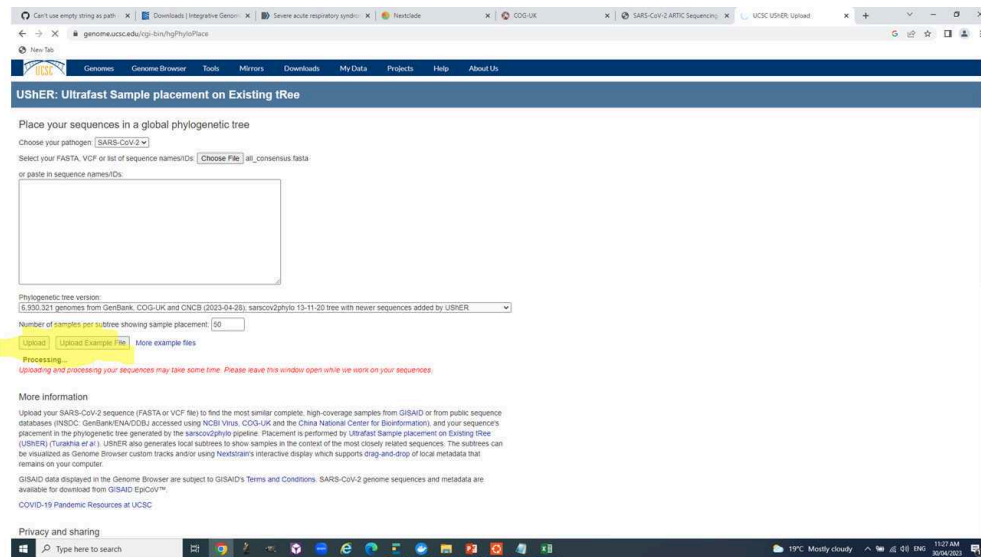 Can't use empty string as path
Downloads | Integrative Genom
Severe acute respiratory syndro
Nextclade
COG-UK
SARS-CoV-2 ARTIC Sequencing
UCSC UShER: Upload
genome.ucsc.edu/cgi-bin/hgPhyloPlace
New Tab
UCSC Genomes Genome Browser Tools Mirrors Downloads My Data Projects Help About Us
UShER: Ultrafast Sample placement on Existing tRee
Place your sequences in a global phylogenetic tree
Choose your pathogen: SARS-CoV-2
Select your FASTA, VCF or list of sequence names/IDs: Choose File all_consensus.fasta
or paste in sequence names/IDs:
Phylogenetic tree version:
6,930,321 genomes from GenBank, COG-UK and CNCB (2023-04-28); sarscov2phylo 13-11-20 tree with newer sequences added by UShER
Number of samples per subtree showing sample placement: 50
Upload Upload Example File More example files
Processing...
Uploading and processing your sequences may take some time. Please leave this window open while we work on your sequences.
More information
Upload your SARS-CoV-2 sequence (FASTA or VCF file) to find the most similar complete, high-coverage samples from GISAID or from public sequence
databases (INSDC: GenBank/ENA/DDBJ accessed using NCBI Virus, COG-UK and the China National Center for Bioinformation), and your sequence's
placement in the phylogenetic tree generated by the sarscov2phylo pipeline. Placement is performed by Ultrafast Sample placement on Existing tRee
(UShER) (Turakhia et al.). UShER also generates local subtrees to show samples in the context of the most closely related sequences. The subtrees can
be visualized as Genome Browser custom tracks and/or using Nextstrain's interactive display which supports drag-and-drop of local metadata that
remains on your computer.
GISAID data displayed in the Genome Browser are subject to GISAID's Terms and Conditions. SARS-CoV-2 genome sequences and metadata are
available for download from GISAID EpiCoV™.
COVID-19 Pandemic Resources at UCSC
Privacy and sharing
Type here to search
19°C Mostly cloudy ENG 11:27 AM
30/04/2023